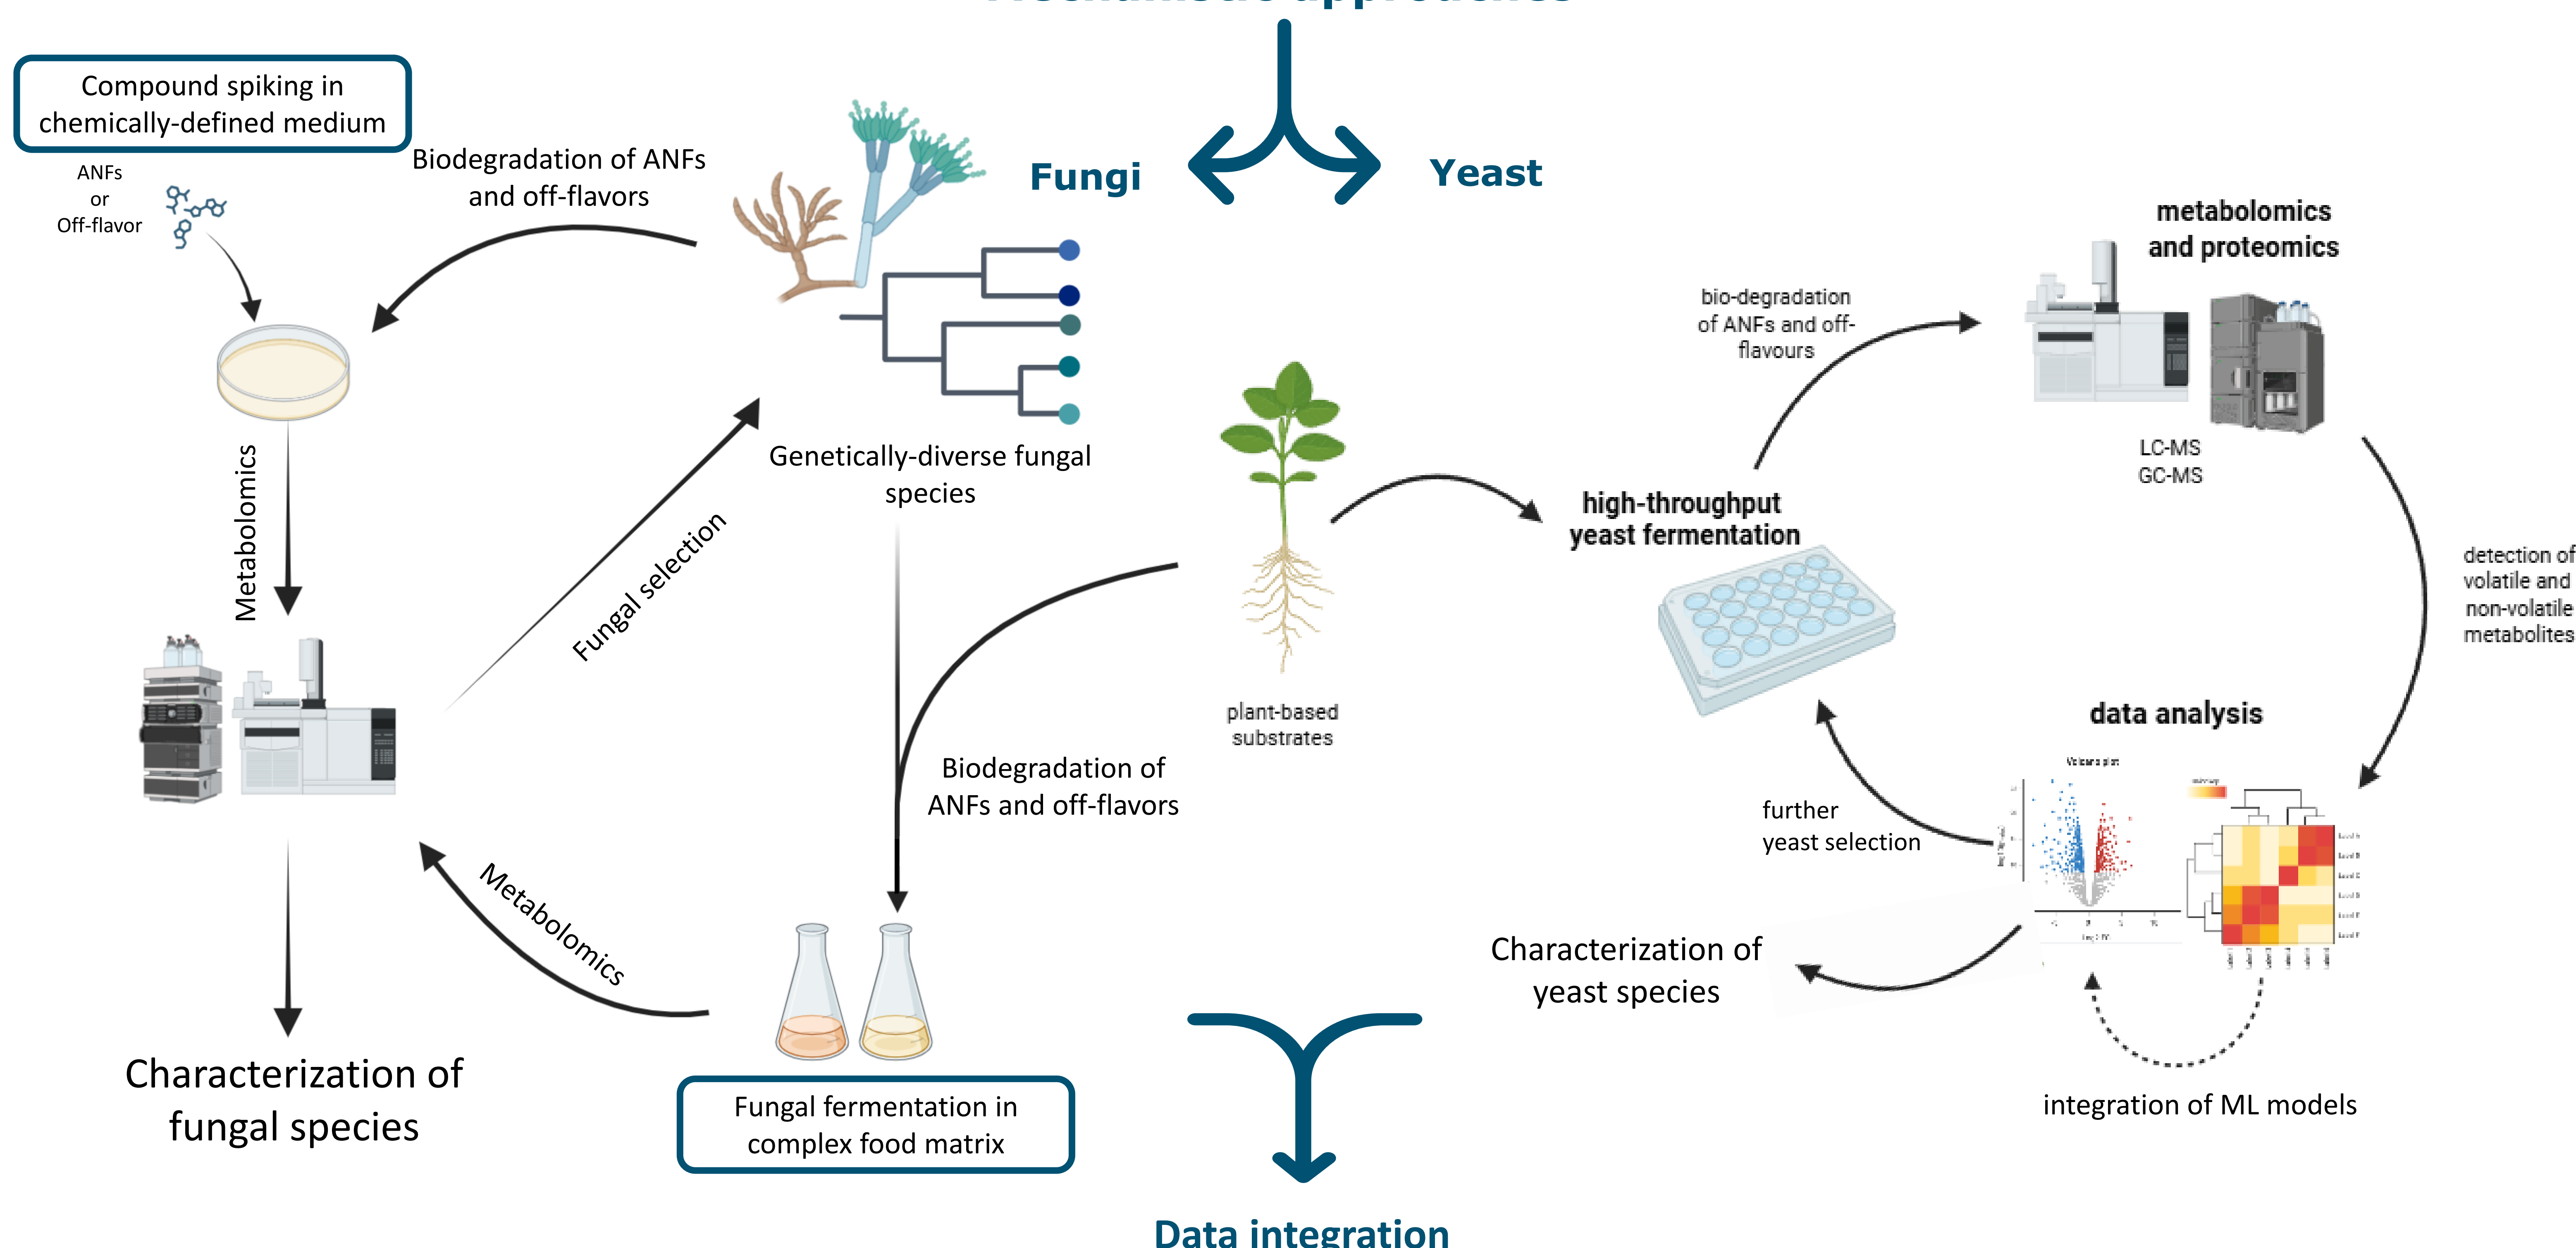 Mechanistic approaches
Fungi
Yeast
Compound spiking in
chemically-defined medium
ANFs
or
Off-flavor
Biodegradation of ANFs
and off-flavors
Metabolomics
Fungal selection
Genetically-diverse fungal
species
Biodegradation of
ANFs and off-flavors
Metabolomics
Characterization of
fungal species
Fungal fermentation in
complex food matrix
plant-based
substrates
high-throughput
yeast fermentation
bio-degradation
of ANFs and off-
flavours
metabolomics
and proteomics
LC-MS
GC-MS
detection of
volatile and
non-volatile
metabolites
data analysis
Volcano plot
further
yeast selection
Characterization of
yeast species
integration of ML models
Data integration